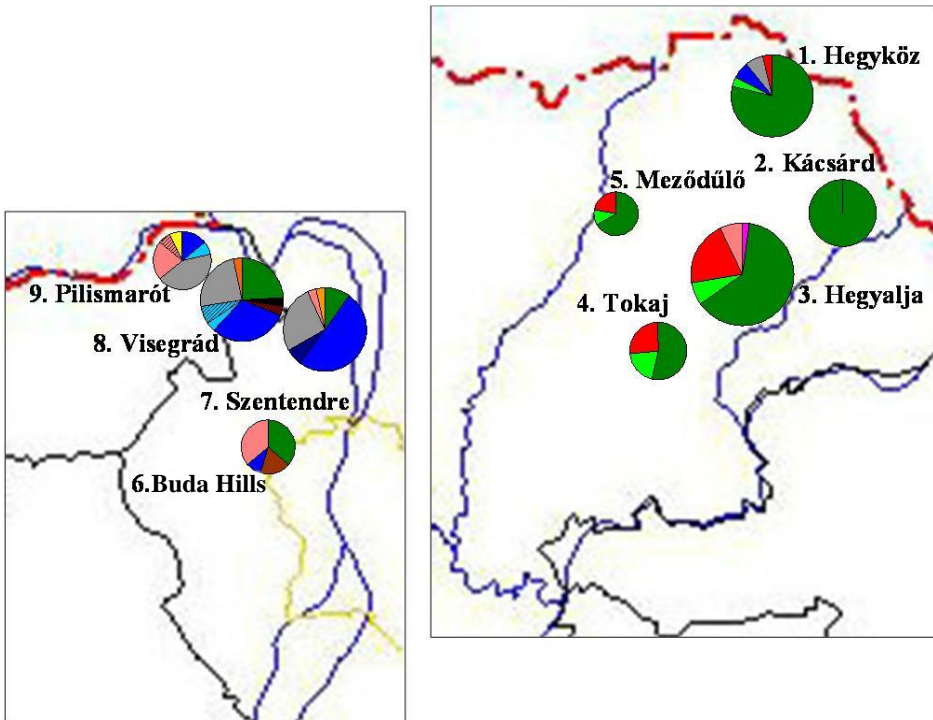 1. Hegyköz
2. Kácsárd
5. Meződűlő
3. Hegyalja
4. Tokaj
9. Pilismarót
8. Visegrád
7. Szentendre
6.Buda Hills